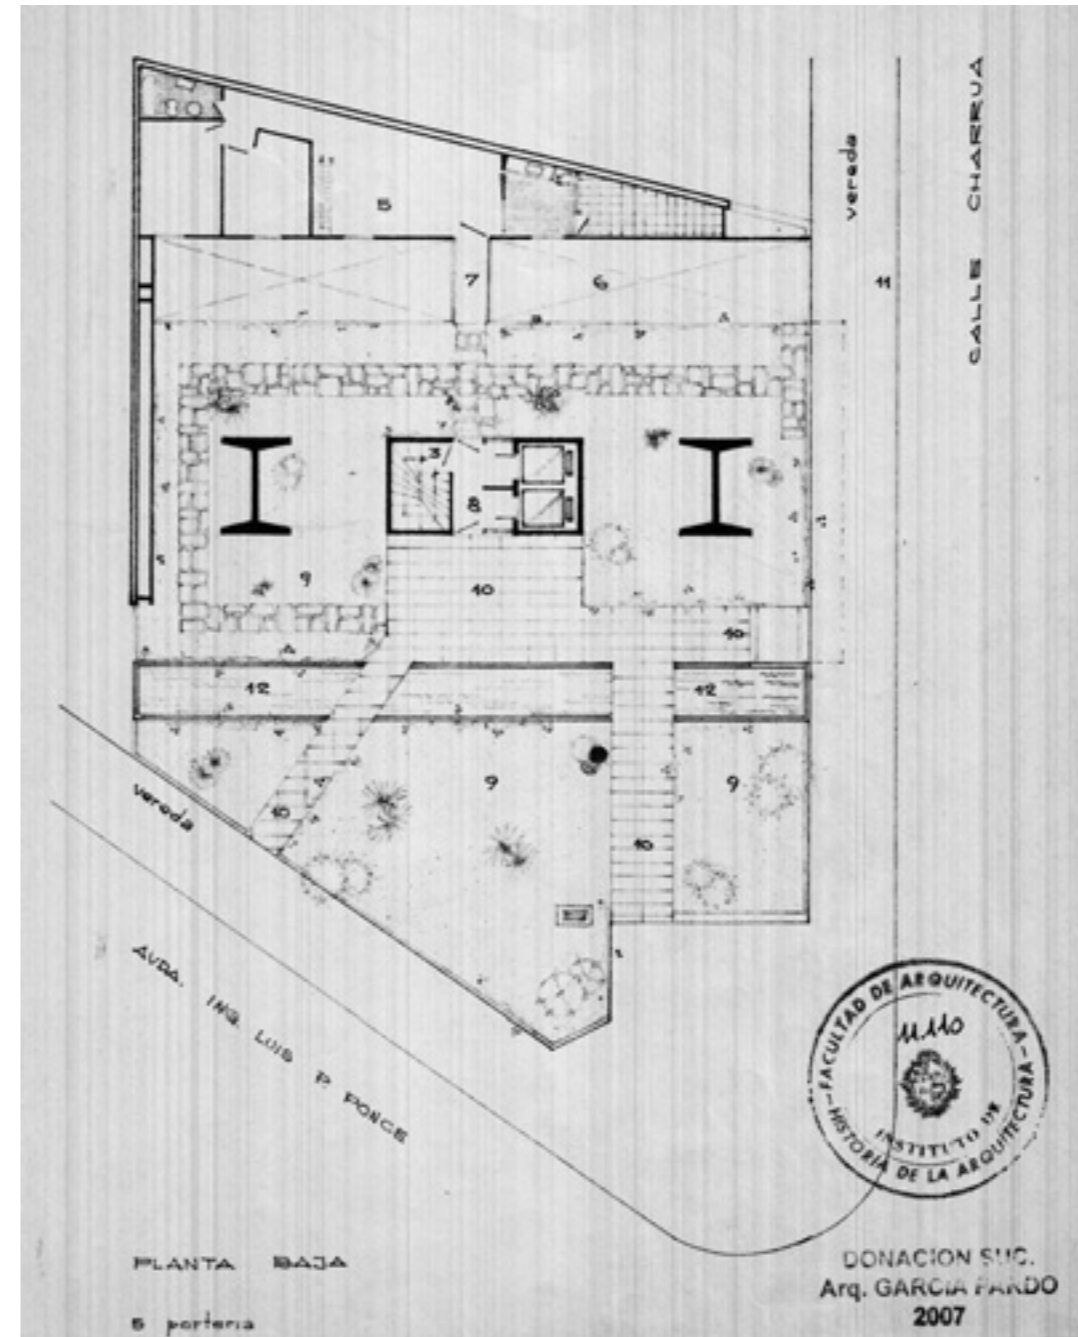 vereda
CALLE CHARRUA
5
7
6
11
3
8
9
10
10
12
12
9
9
10
10
vereda
AVDA. ING. LUIS P. PONCE
FACULTAD DE ARQUITECTURA
11.110
INSTITUTO DE
HISTORIA DE LA ARQUITECTURA
PLANTA BAJA
DONACION SUC.
Arq. GARCIA PARDO
2007
5 porteria